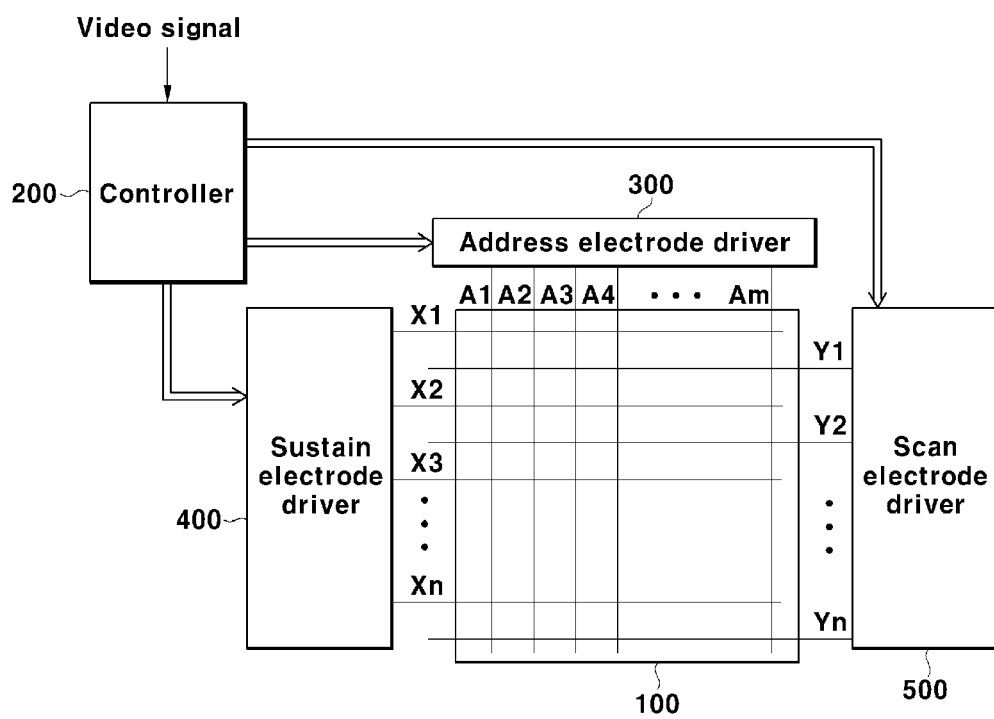 Video signal
200
Controller
300
Address electrode driver
A1 A2 A3 A4 • • • Am
X1
Y1
X2
Y2
X3
Sustain
electrode
driver
400
•
•
•
Scan
electrode
driver
•
•
•
Xn
Yn
100
500